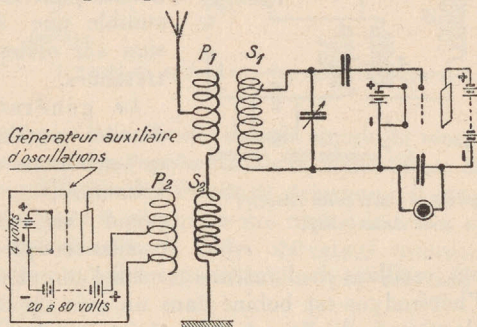 P1
S1
+
-
+
-
Générateur auxiliaire
d'oscillations
P2
S2
+
4 volts
-
-
+
20 à 80 volts